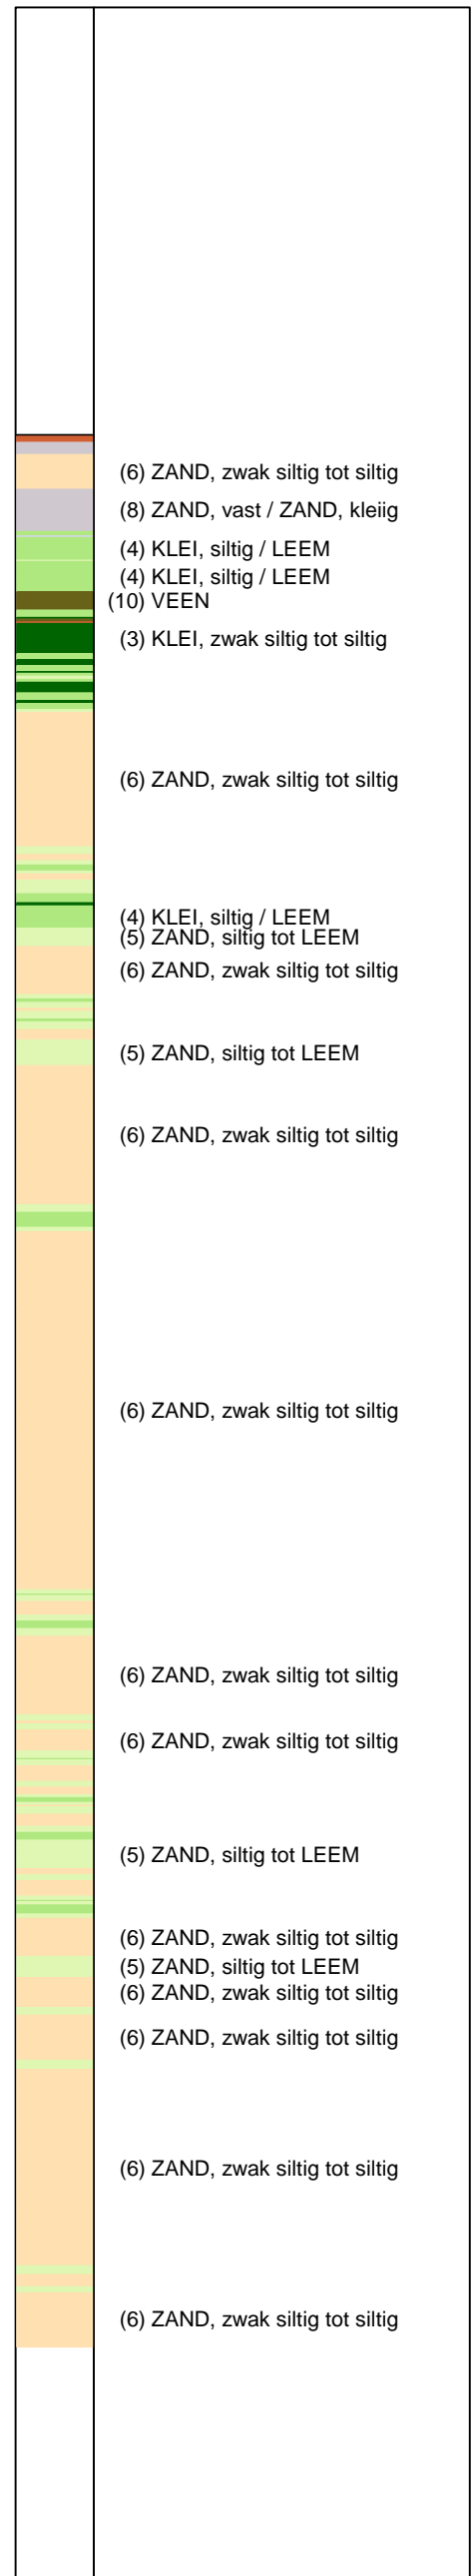 (6) ZAND, zwak siltig tot siltig
(8) ZAND, vast / ZAND, kleiig
(4) KLEI, siltig / LEEM
(4) KLEI, siltig / LEEM
(10) VEEN
(3) KLEI, zwak siltig tot siltig
(6) ZAND, zwak siltig tot siltig
(4) KLEI, siltig / LEEM
(5) ZAND, siltig tot LEEM
(6) ZAND, zwak siltig tot siltig
(5) ZAND, siltig tot LEEM
(6) ZAND, zwak siltig tot siltig
(6) ZAND, zwak siltig tot siltig
(6) ZAND, zwak siltig tot siltig
(6) ZAND, zwak siltig tot siltig
(5) ZAND, siltig tot LEEM
(6) ZAND, zwak siltig tot siltig
(5) ZAND, siltig tot LEEM
(6) ZAND, zwak siltig tot siltig
(6) ZAND, zwak siltig tot siltig
(6) ZAND, zwak siltig tot siltig
(6) ZAND, zwak siltig tot siltig